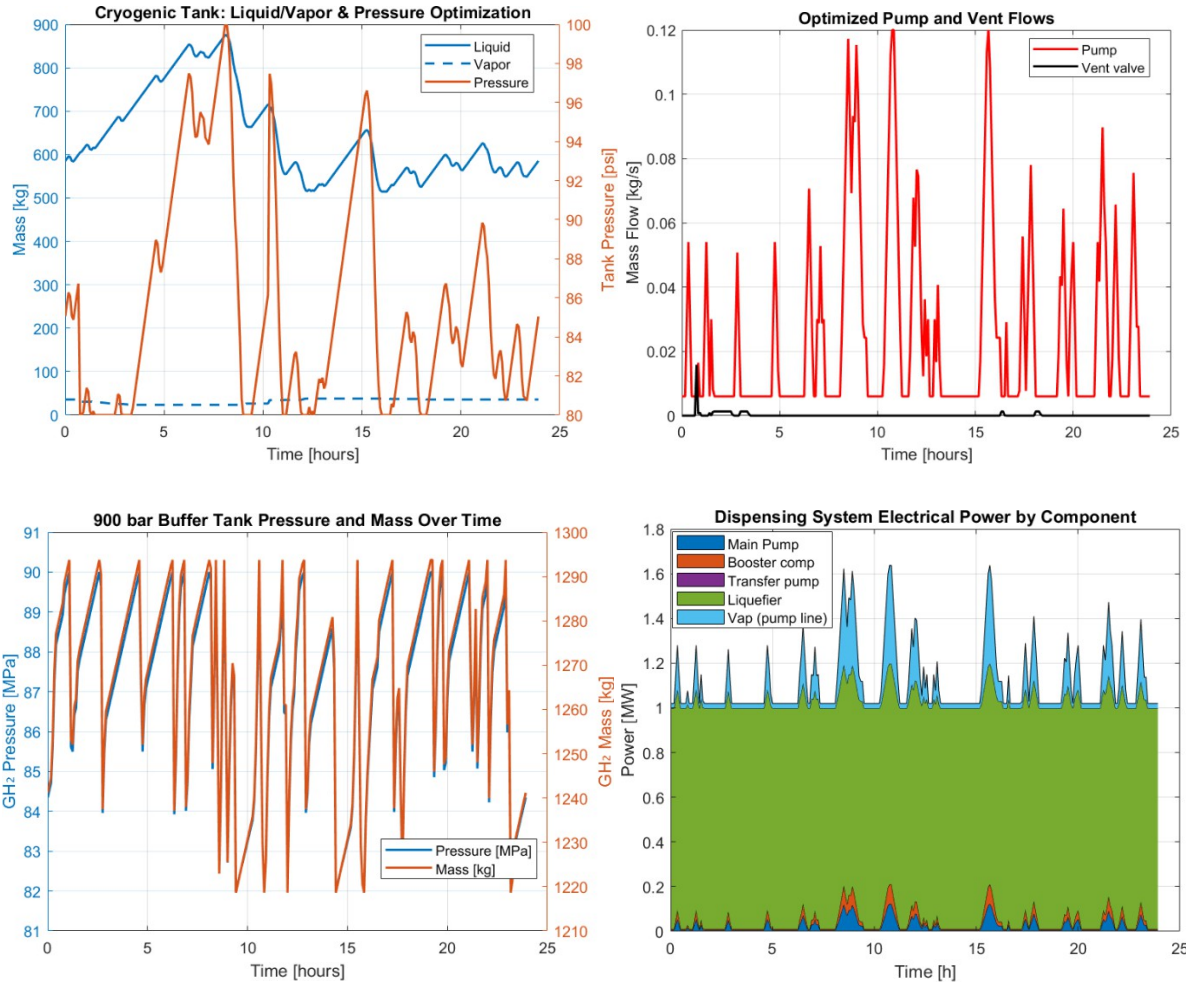 Cryogenic Tank: Liquid/Vapor & Pressure Optimization
900
800
700
600
500
400
300
200
100
0
Mass [kg]
100
98
96
94
92
90
88
86
84
82
80
Tank Pressure [psi]
Liquid
Vapor
Pressure
0 5 10 15 20 25
Time [hours]
Optimized Pump and Vent Flows
0.12
0.1
0.08
0.06
0.04
0.02
0
Mass Flow [kg/s]
Pump
Vent valve
0 5 10 15 20 25
Time [hours]
900 bar Buffer Tank Pressure and Mass Over Time
91
90
89
88
87
86
85
84
83
82
81
GH2 Pressure [MPa]
1300
1290
1280
1270
1260
1250
1240
1230
1220
1210
GH2 Mass [kg]
Pressure [MPa]
Mass [kg]
0 5 10 15 20 25
Time [hours]
Dispensing System Electrical Power by Component
1.8
1.6
1.4
1.2
1
0.8
0.6
0.4
0.2
0
Power [MW]
Main Pump
Booster comp
Transfer pump
Liquefier
Vap (pump line)
0 5 10 15 20 25
Time [h]